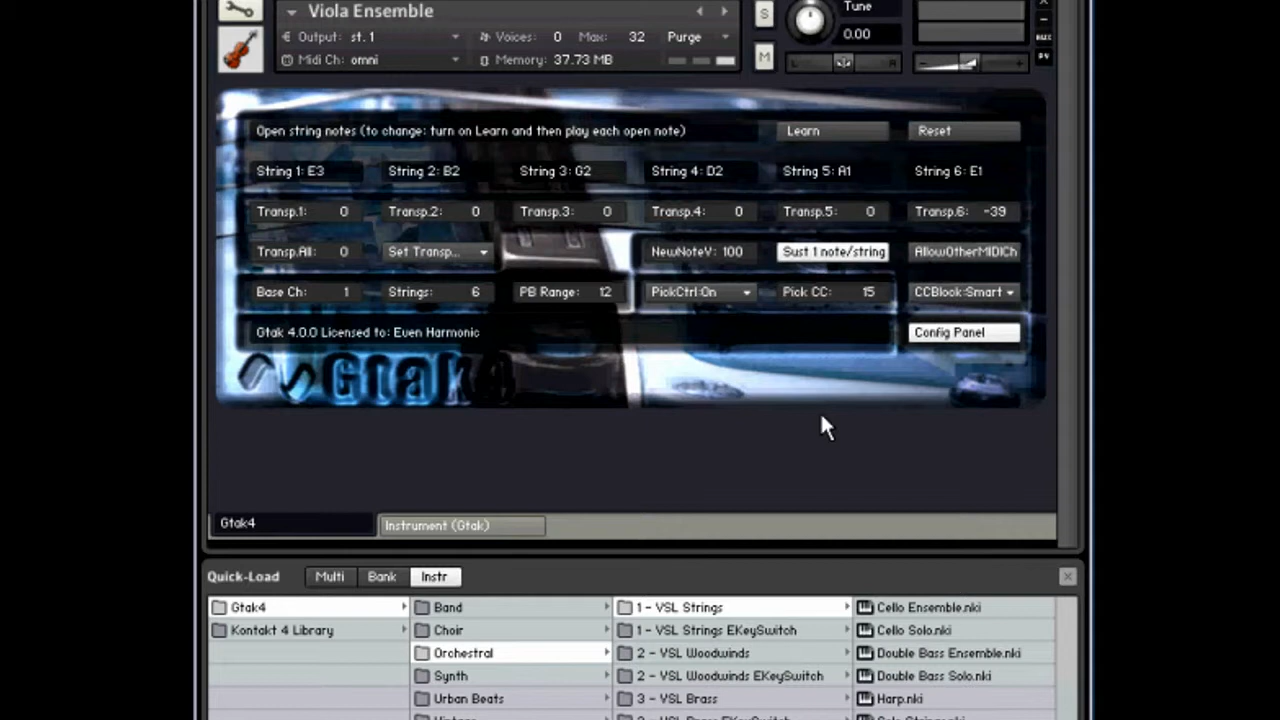 Viola Ensemble
Tune
Output: st. 1 Voices: 0 Max: 32 Purge
S 0.00
Midi Ch: omni Memory: 37.73 MB
M L R
AUX
PV
Open string notes (to change: turn on Learn and then play each open note) Learn Reset
String 1: E3 String 2: B2 String 3: G2 String 4: D2 String 5: A1 String 6: E1
Transp.1: 0 Transp.2: 0 Transp.3: 0 Transp.4: 0 Transp.5: 0 Transp.6: -39
Transp.All: 0 Set Transp... NewNoteV: 100 Sust 1 note/string AllowOtherMIDICh
Base Ch: 1 Strings: 6 PB Range: 12 PickCtrl:On Pick CC: 15 CCBlock:Smart
Gtak 4.0.0 Licensed to: Even Harmonic Config Panel
Gtak4
Gtak4 Instrument (Gtak)
Quick-Load Multi Bank Instr
Gtak4 Band 1 - VSL Strings Cello Ensemble.nki
Kontakt 4 Library Choir 1 - VSL Strings EKeySwitch Cello Solo.nki
Orchestral 2 - VSL Woodwinds Double Bass Ensemble.nki
Synth 2 - VSL Woodwinds EKeySwitch Double Bass Solo.nki
Urban Beats 3 - VSL Brass Harp.nki